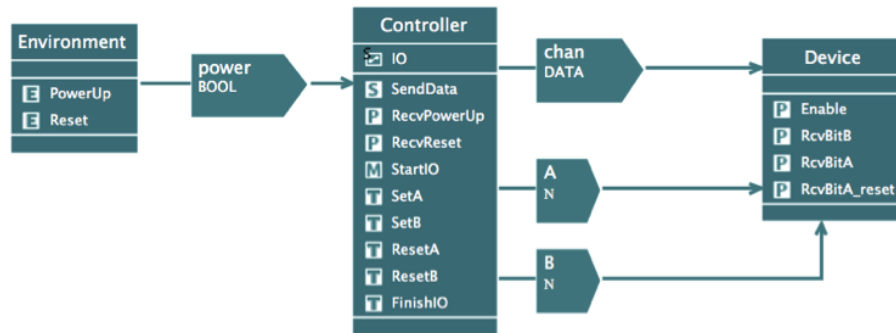 Environment
E PowerUp
E Reset
power
BOOL
Controller
S IO
S SendData
P RecvPowerUp
P RecvReset
M StartIO
T SetA
T SetB
T ResetA
T ResetB
T FinishIO
chan
DATA
A
N
B
N
Device
P Enable
P RcvBitB
P RcvBitA
P RcvBitA_reset